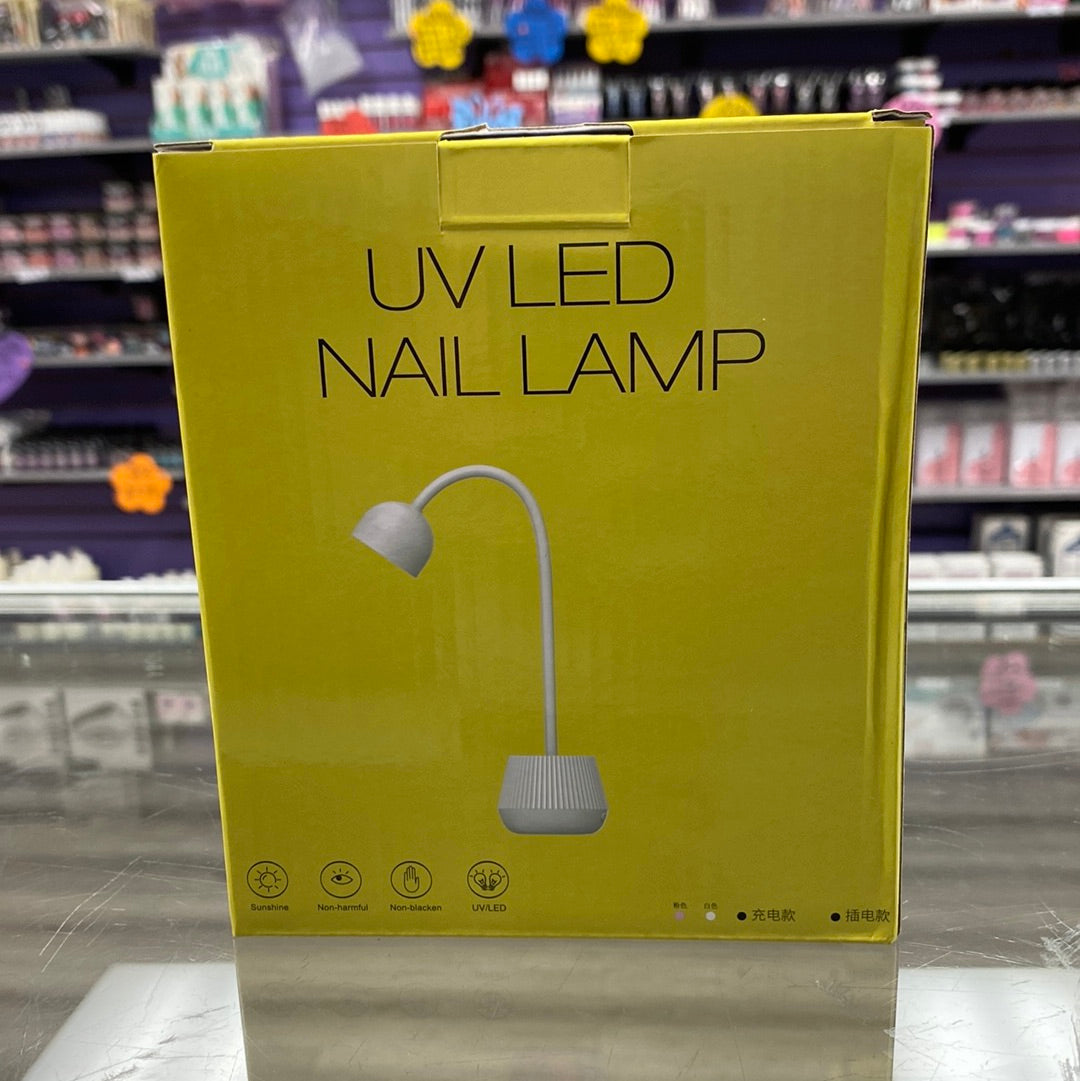 UV LED
NAIL LAMP
Sunshine
Non-harmful
Non-blacken
UV/LED
粉色
白色
充电款
插电款